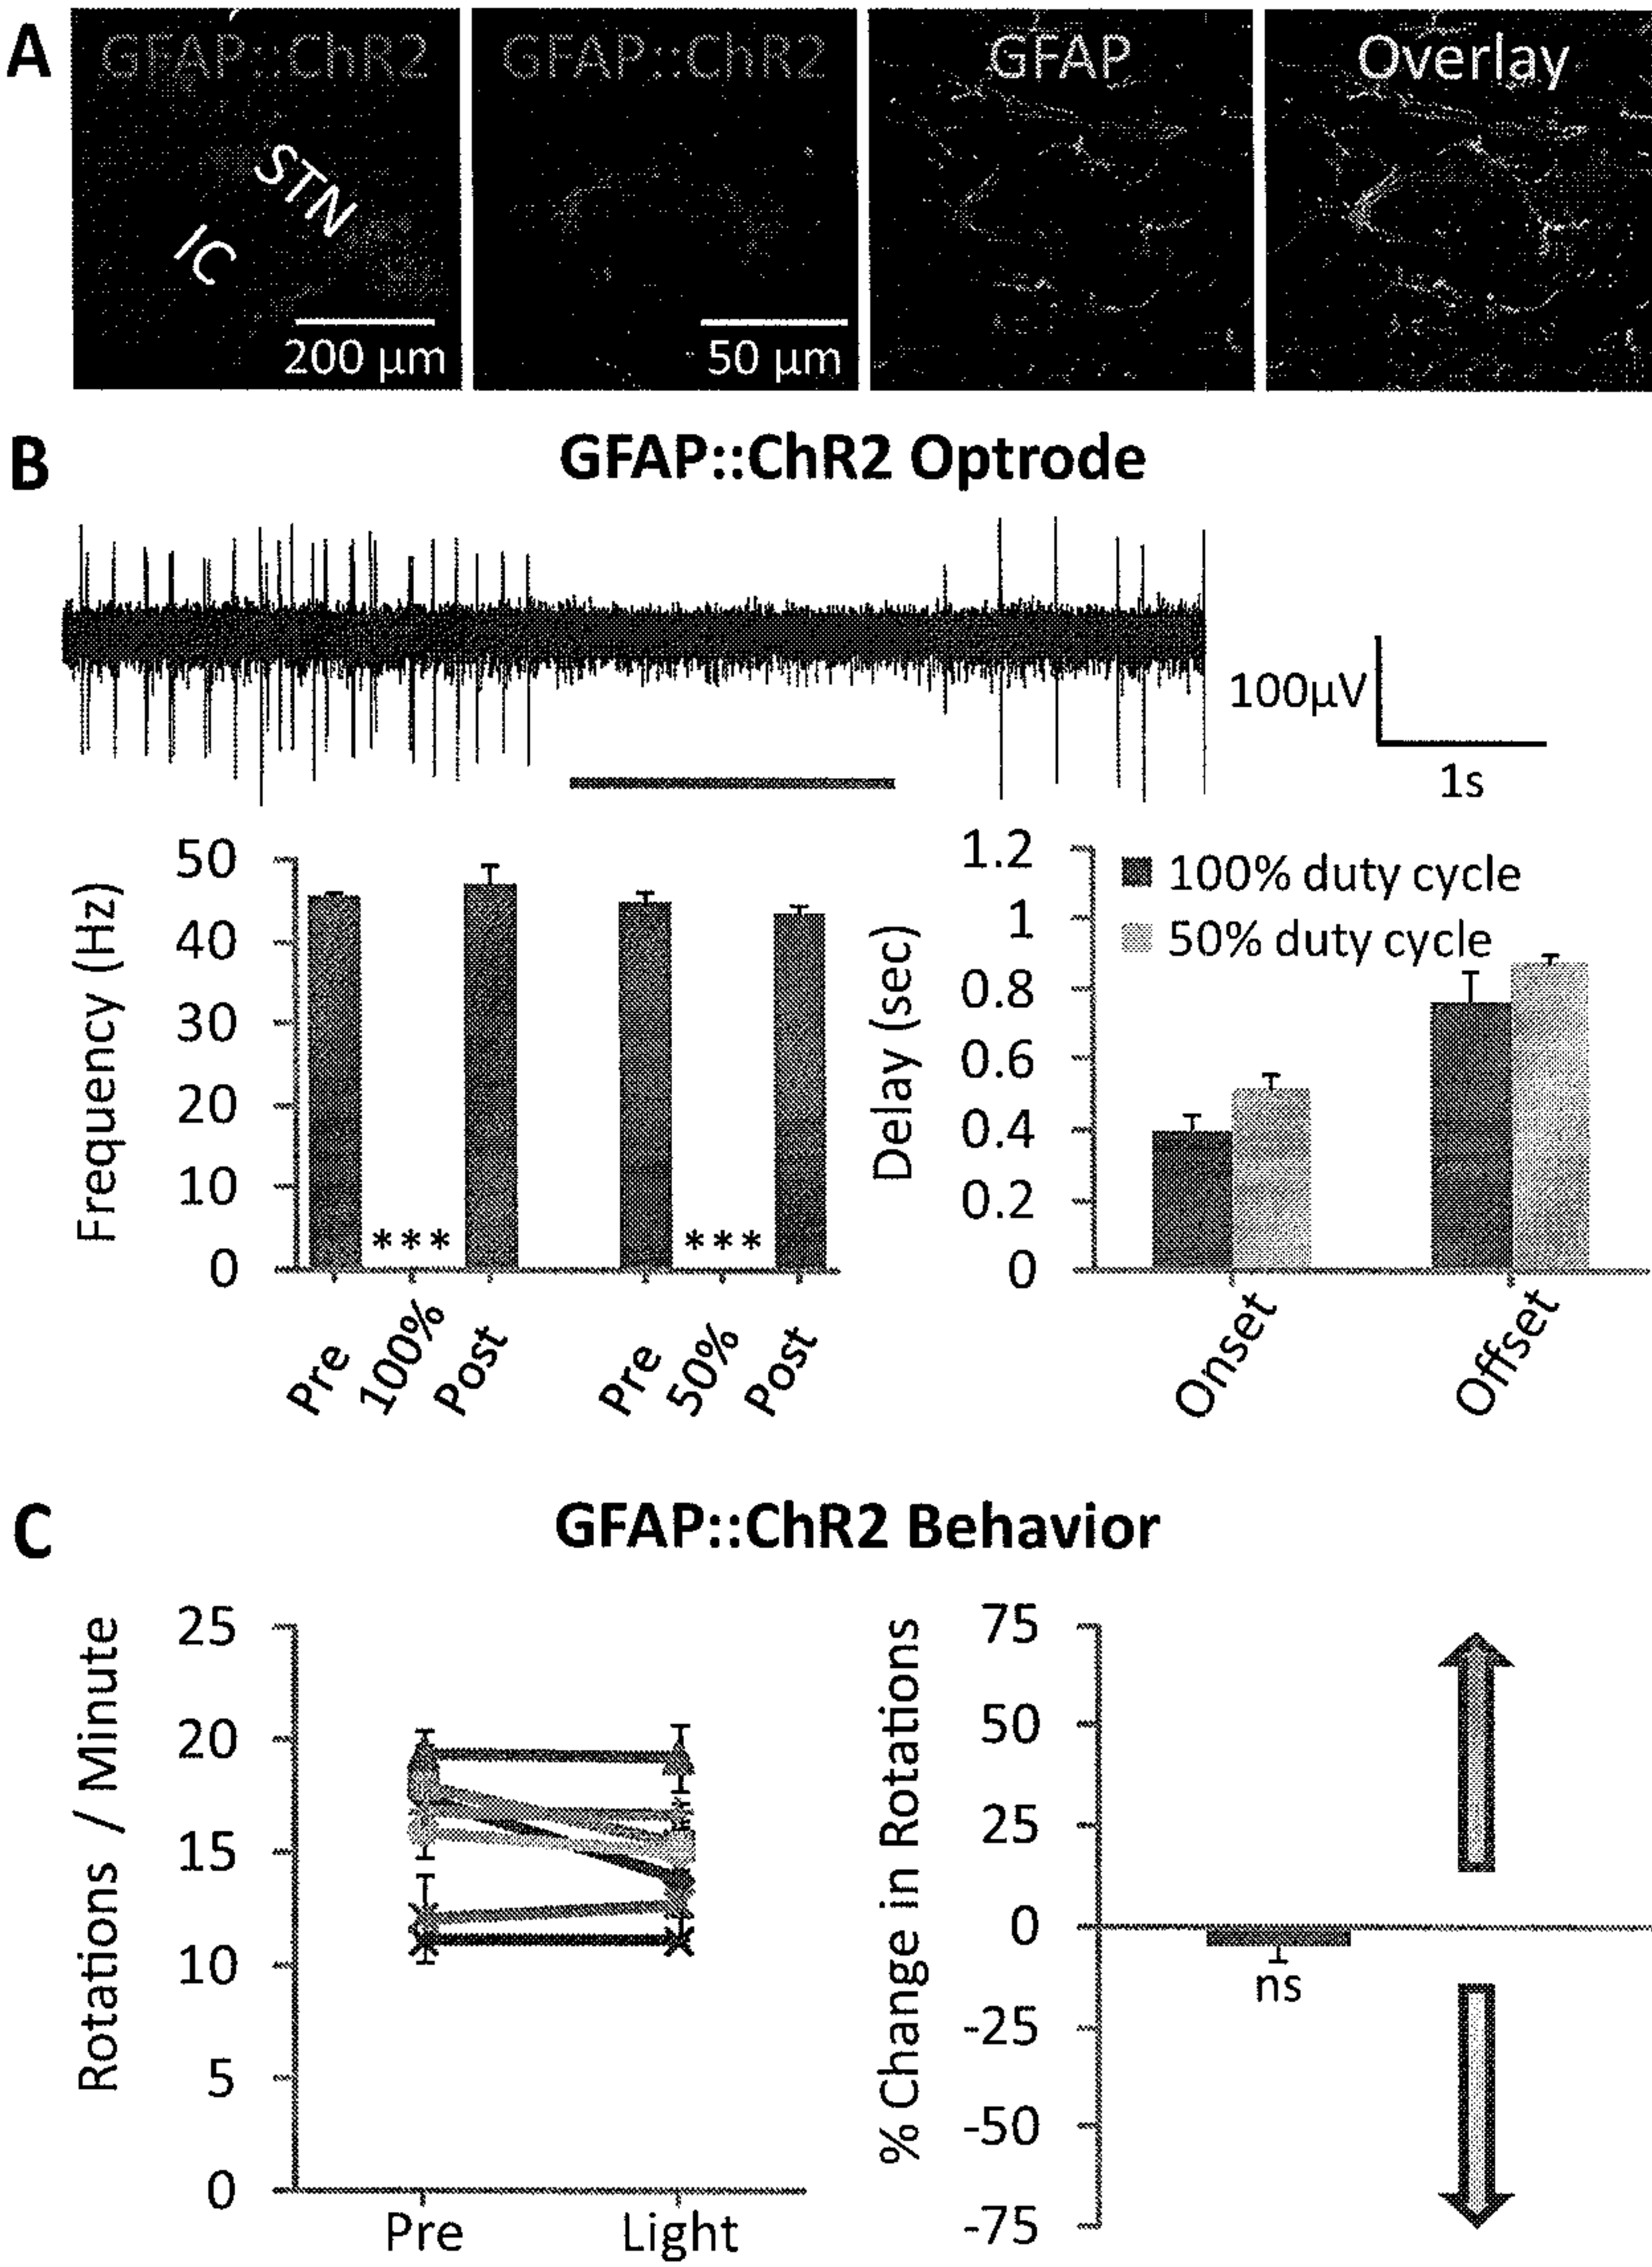 A
GFAP::ChR2
GFAP::ChR2
GFAP
Overlay
STN
IC
200 µm
50 µm
B
GFAP::ChR2 Optrode
100µV
1s
Frequency (Hz)
50
40
30
20
10
0
***
***
Pre
100%
Post
Pre
50%
Post
Delay (sec)
1.2
1
0.8
0.6
0.4
0.2
0
100% duty cycle
50% duty cycle
Onset
Offset
C
GFAP::ChR2 Behavior
Rotations / Minute
25
20
15
10
5
0
Pre
Light
% Change in Rotations
75
50
25
0
-25
-50
-75
ns